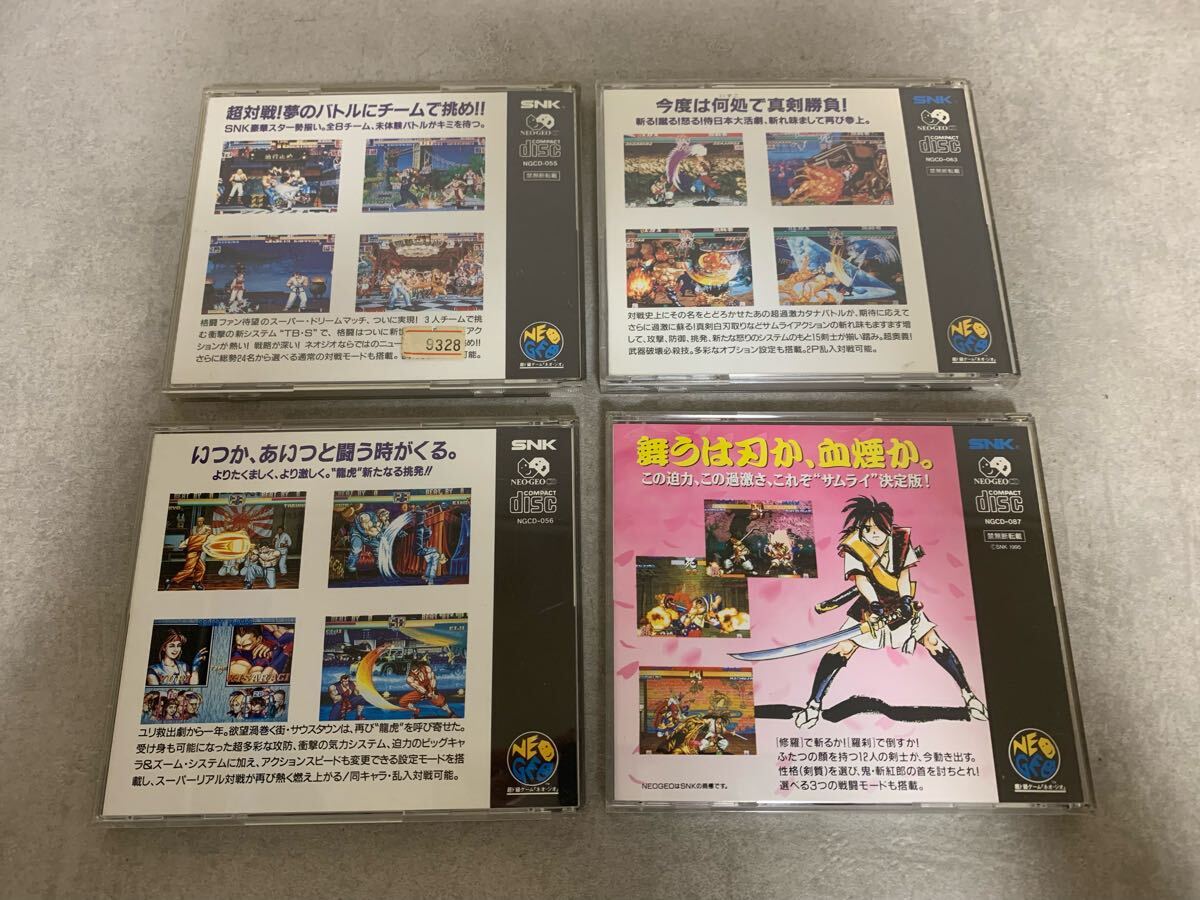 超対戦!夢のバトルにチームで挑め!!
SNK豪華スター勢揃い。全8チーム、未体験バトルがキミを待つ。
格闘ファン待望のスーパー・ドリームマッチ、ついに実現! 3人チームで挑
む衝撃の新システム“TB・S”で、格闘はついに新
アク
ションが熱い! 戦略が深い! ネオジオならではのニュー
め!!
さらに総勢24名から選べる通常の対戦モードも搭載。
可能。
9328
SNK
NEO・GEO
COMPACT
disc
NGCD-055
禁無断転載
NEO
GEO
今度は何処で真剣勝負!
斬る!蹴る!怒る!侍日本大活劇、斬れ味まして再び参上。
対戦史上にその名をとどろかせたあの超過激カタナバトルが、期待に応えて
さらに過激に蘇る!真剣白刃取りなどサムライアクションの斬れ味もますます増
して、攻撃、防御、挑発、新たな怒りのシステムのもと15剣士が揃い踏み。超奥義!
武器破壊必殺技。多彩なオプション設定も搭載。2P乱入対戦可能。
SNK
NEO・GEO
COMPACT
disc
NGCD-063
禁無断転載
NEO
GEO
いつか、あいつと闘う時がくる。
よりたくましく、より激しく。“龍虎”新たなる挑発!!
YURI
KISARAGI
ユリ救出劇から一年。欲望渦巻く街・サウスタウンは、再び“龍虎”を呼び寄せた。
受け身も可能になった超多彩な攻防、衝撃の気力システム、迫力のビッグキャ
ラ&ズーム・システムに加え、アクションスピードも変更できる設定モードを搭
載し、スーパーリアル対戦が再び熱く燃え上がる!同キャラ・乱入対戦可能。
SNK
NEO・GEO
COMPACT
disc
NGCD-056
NEO
GEO
舞うは刃か、血煙か。
この迫力、この過激さ、これぞ“サムライ”決定版!
[修羅]で斬るか![羅刹]で倒すか!
ふたつの顔を持つ12人の剣士が、今動き出す。
性格(剣質)を選び、鬼・斬紅郎の首を討ちとれ!
選べる3つの戦闘モードも搭載。
NEOGEOはSNKの商標です。
SNK
NEO・GEO
COMPACT
disc
NGCD-087
禁無断転載
©SNK 1995
NEO
GEO